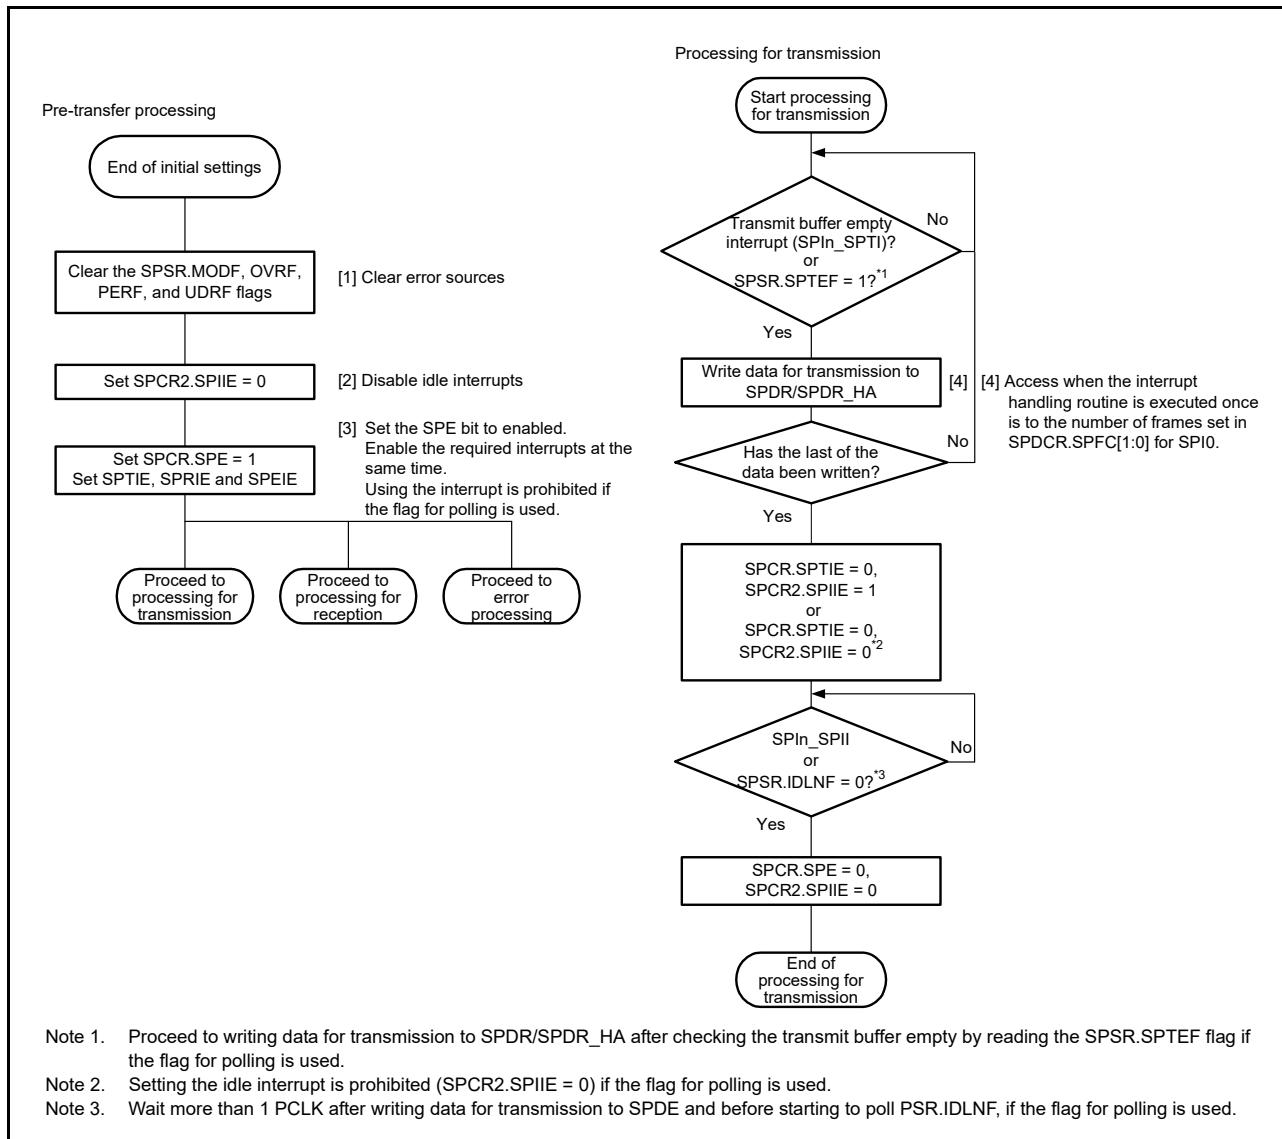 Pre-transfer processing
End of initial settings
Clear the SPSR.MODF, OVRF,
PERF, and UDRF flags
[1] Clear error sources
Set SPCR2.SPIIE = 0
[2] Disable idle interrupts
Set SPCR.SPE = 1
Set SPTIE, SPRIE and SPEIE
[3] Set the SPE bit to enabled.
Enable the required interrupts at the
same time.
Using the interrupt is prohibited if
the flag for polling is used.
Proceed to
processing for
transmission
Proceed to
processing for
reception
Proceed to
error
processing
Processing for transmission
Start processing
for transmission
Transmit buffer empty
interrupt (SPIn_SPTI)?
or
SPSR.SPTEF = 1?*1
No
Yes
Write data for transmission to
SPDR/SPDR_HA
[4]
[4] Access when the interrupt
handling routine is executed once
is to the number of frames set in
SPDCR.SPFC[1:0] for SPI0.
Has the last of the
data been written?
No
Yes
SPCR.SPTIE = 0,
SPCR2.SPIIE = 1
or
SPCR.SPTIE = 0,
SPCR2.SPIIE = 0*2
SPIn_SPII
or
SPSR.IDLNF = 0?*3
No
Yes
SPCR.SPE = 0,
SPCR2.SPIIE = 0
End of
processing for
transmission
Note 1. Proceed to writing data for transmission to SPDR/SPDR_HA after checking the transmit buffer empty by reading the SPSR.SPTEF flag if
the flag for polling is used.
Note 2. Setting the idle interrupt is prohibited (SPCR2.SPIIE = 0) if the flag for polling is used.
Note 3. Wait more than 1 PCLK after writing data for transmission to SPDE and before starting to poll PSR.IDLNF, if the flag for polling is used.